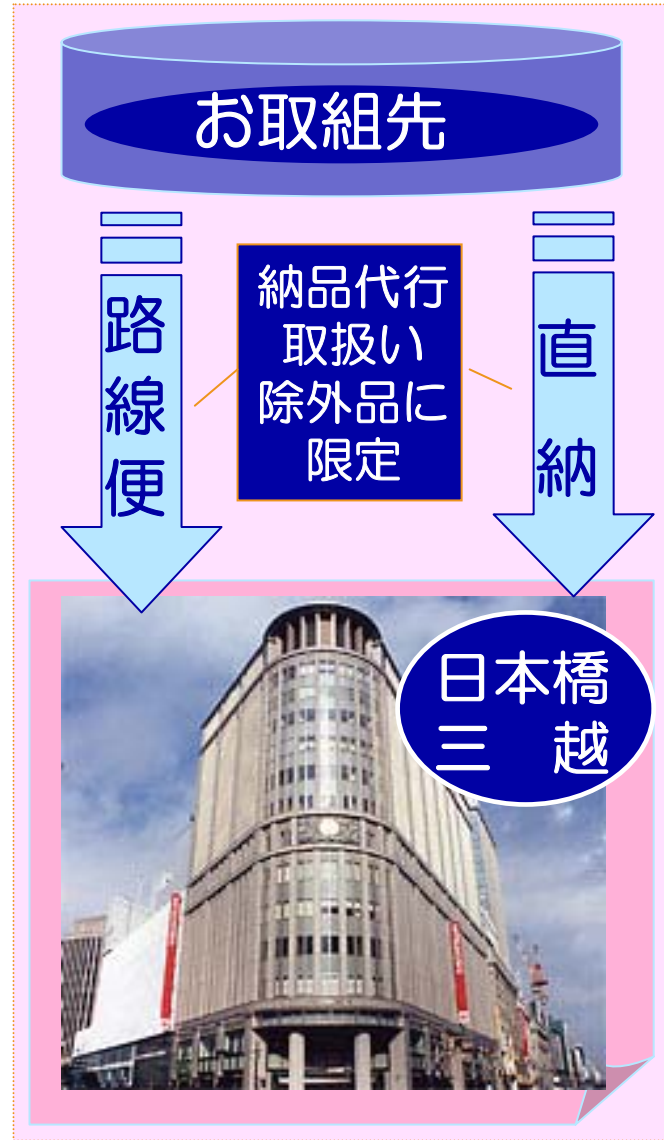 お取組先
路線便
納品代行
取扱い
除外品に
限定
直納
日本橋
三　越